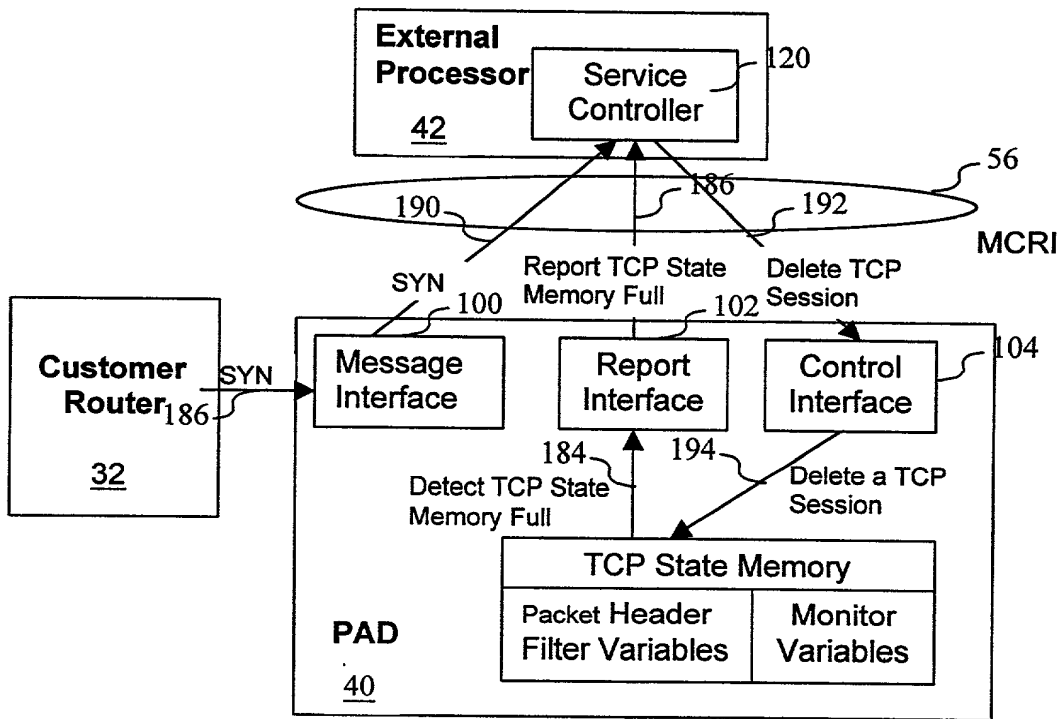 External
Processor
42
Service
Controller
120
56
MCRI
190
186
192
SYN
Report TCP State
Memory Full
Delete TCP
Session
100
102
104
Customer
Router
32
SYN
186
Message
Interface
Report
Interface
Control
Interface
184
194
Detect TCP State
Memory Full
Delete a TCP
Session
TCP State Memory
Packet Header
Filter Variables
Monitor
Variables
PAD
40